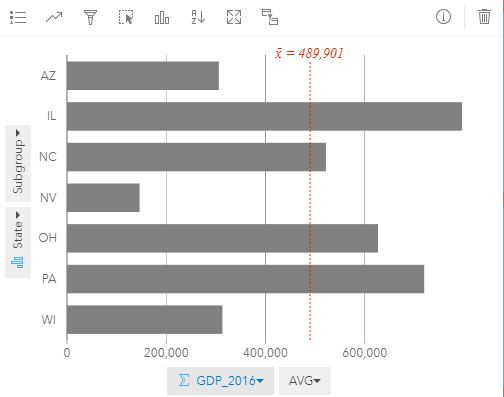 x̄ = 489,901
AZ
IL
NC
NV
OH
PA
WI
Subgroup
State
0 200,000 400,000 600,000
Σ GDP_2016 AVG